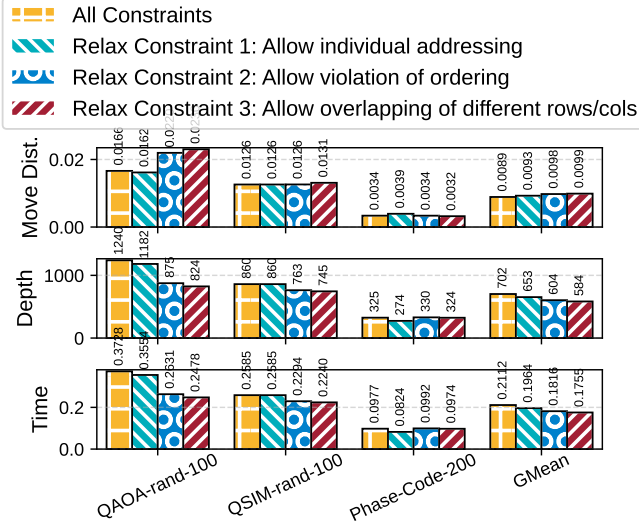 All Constraints
Relax Constraint 1: Allow individual addressing
Relax Constraint 2: Allow violation of ordering
Relax Constraint 3: Allow overlapping of different rows/cols
Move Dist.
0.02
0.00
0.0166 0.0162
0.0126 0.0126 0.0126 0.0131
0.0034 0.0039 0.0034 0.0032
0.0089 0.0093 0.0098 0.0099
Depth
1000
0
1240 1182 875 824
860 860 763 745
325 274 330 324
702 653 604 584
Time
0.2
0.0
0.3728 0.3554 0.2631 0.2478
0.2585 0.2585 0.2294 0.2240
0.0977 0.0824 0.0992 0.0974
0.2112 0.1964 0.1816 0.1755
QAOA-rand-100
QSIM-rand-100
Phase-Code-200
GMean